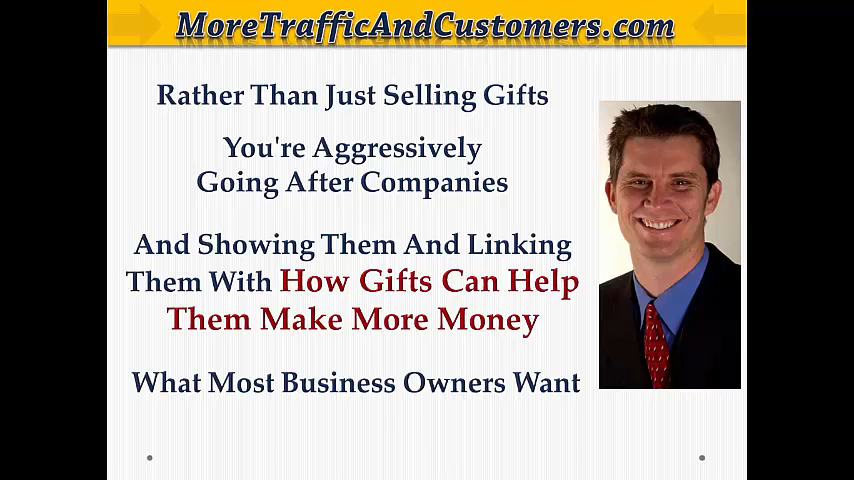 MoreTrafficAndCustomers.com
Rather Than Just Selling Gifts
You're Aggressively
Going After Companies
And Showing Them And Linking
Them With How Gifts Can Help
Them Make More Money
What Most Business Owners Want